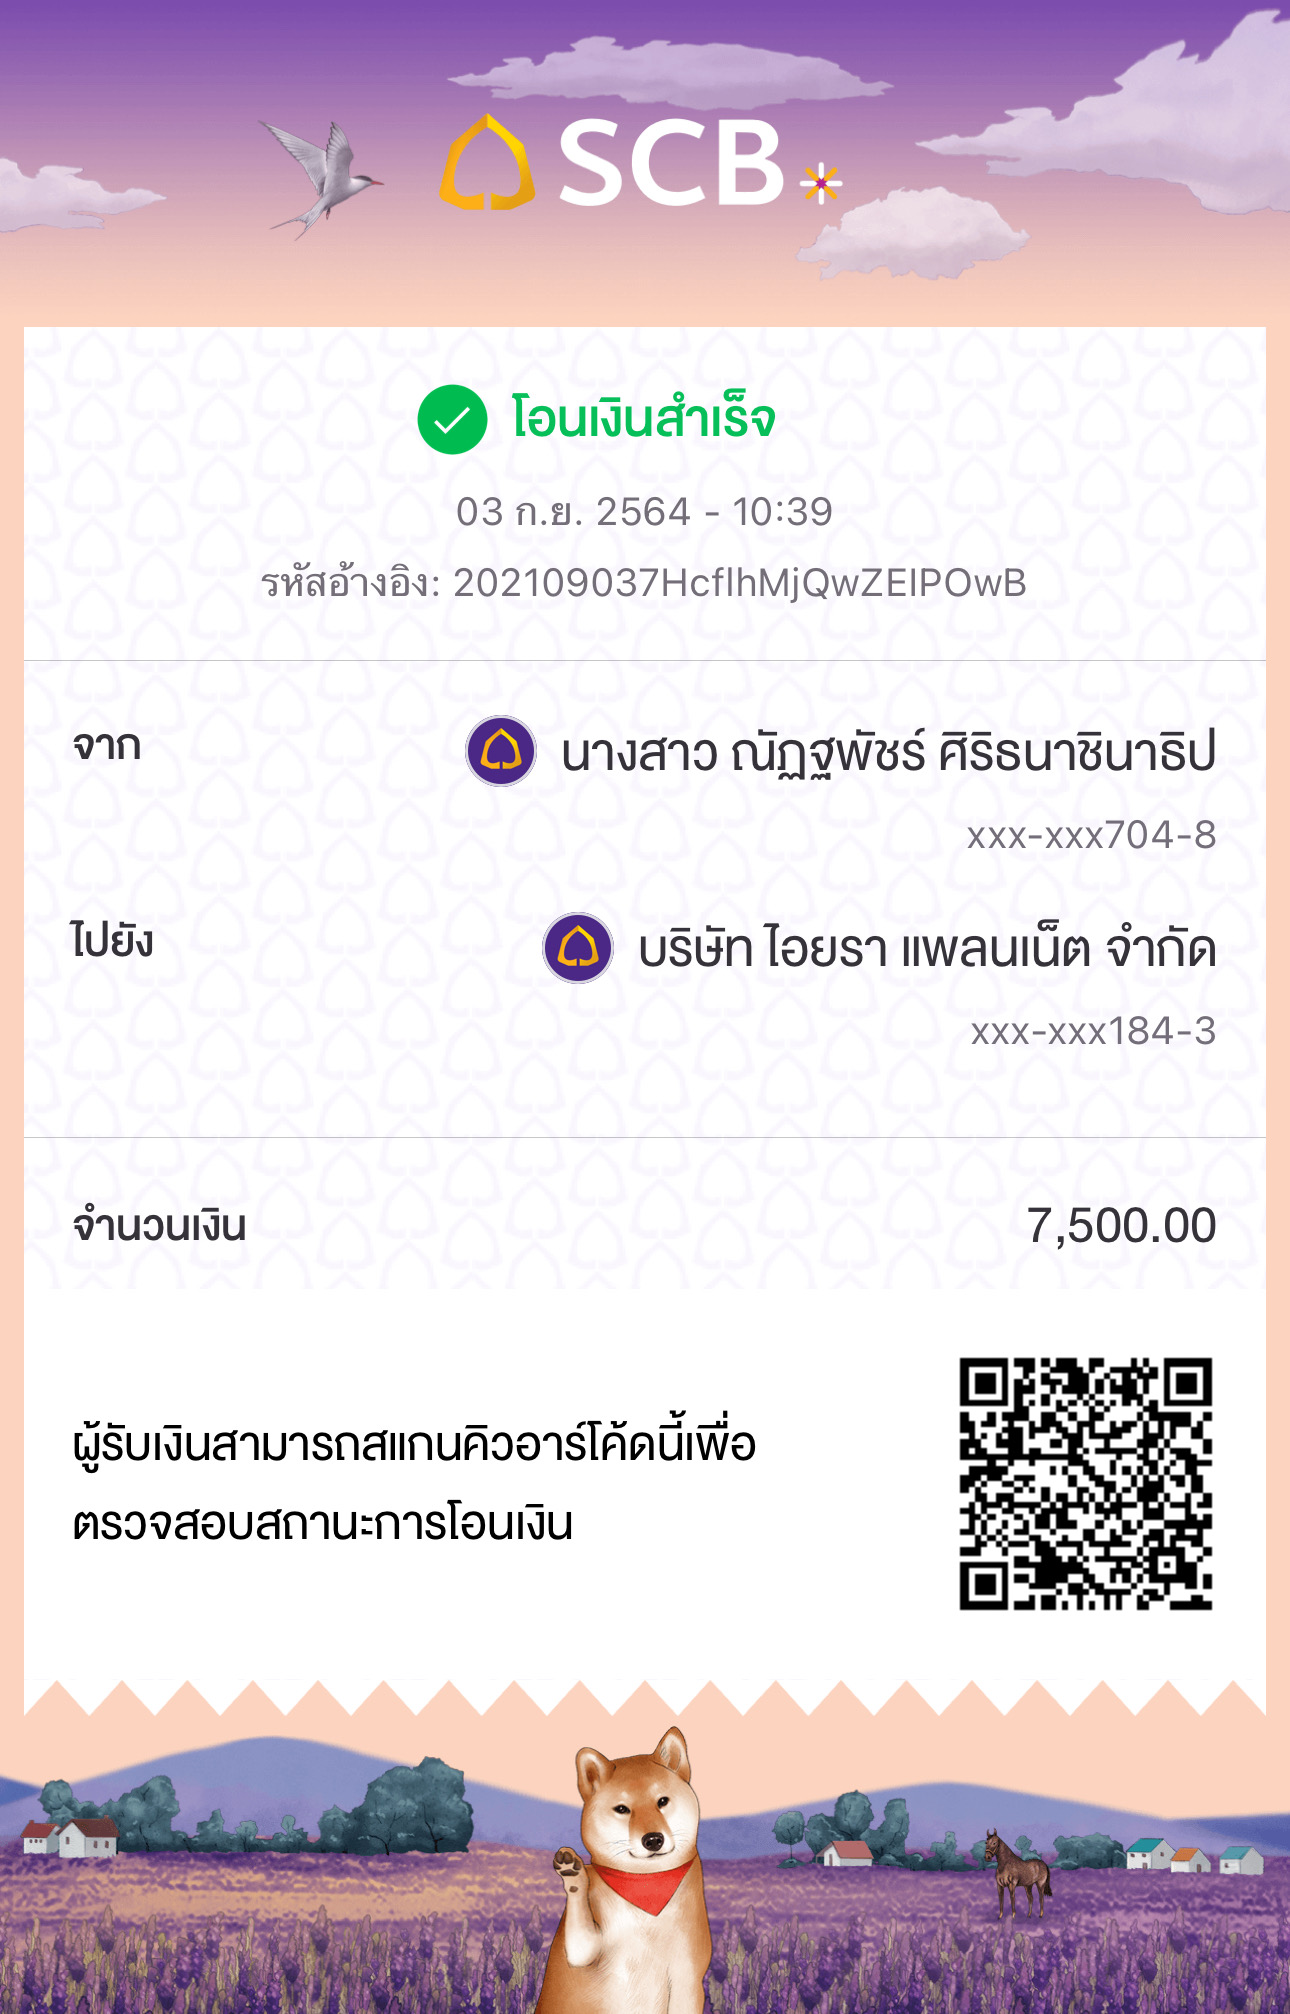 SCB
โอนเงินสำเร็จ
03 ก.ย. 2564 - 10:39
รหัสอ้างอิง: 202109037HcflhMjQwZEIPOwB
จาก
นางสาว ณัฏฐพัชร์ ศิริธนาชินาธิป
xxx-xxx704-8
ไปยัง
บริษัท ไอยรา แพลนเน็ต จำกัด
xxx-xxx184-3
จำนวนเงิน 7,500.00
ผู้รับเงินสามารถสแกนคิวอาร์โค้ดนี้เพื่อ
ตรวจสอบสถานะการโอนเงิน